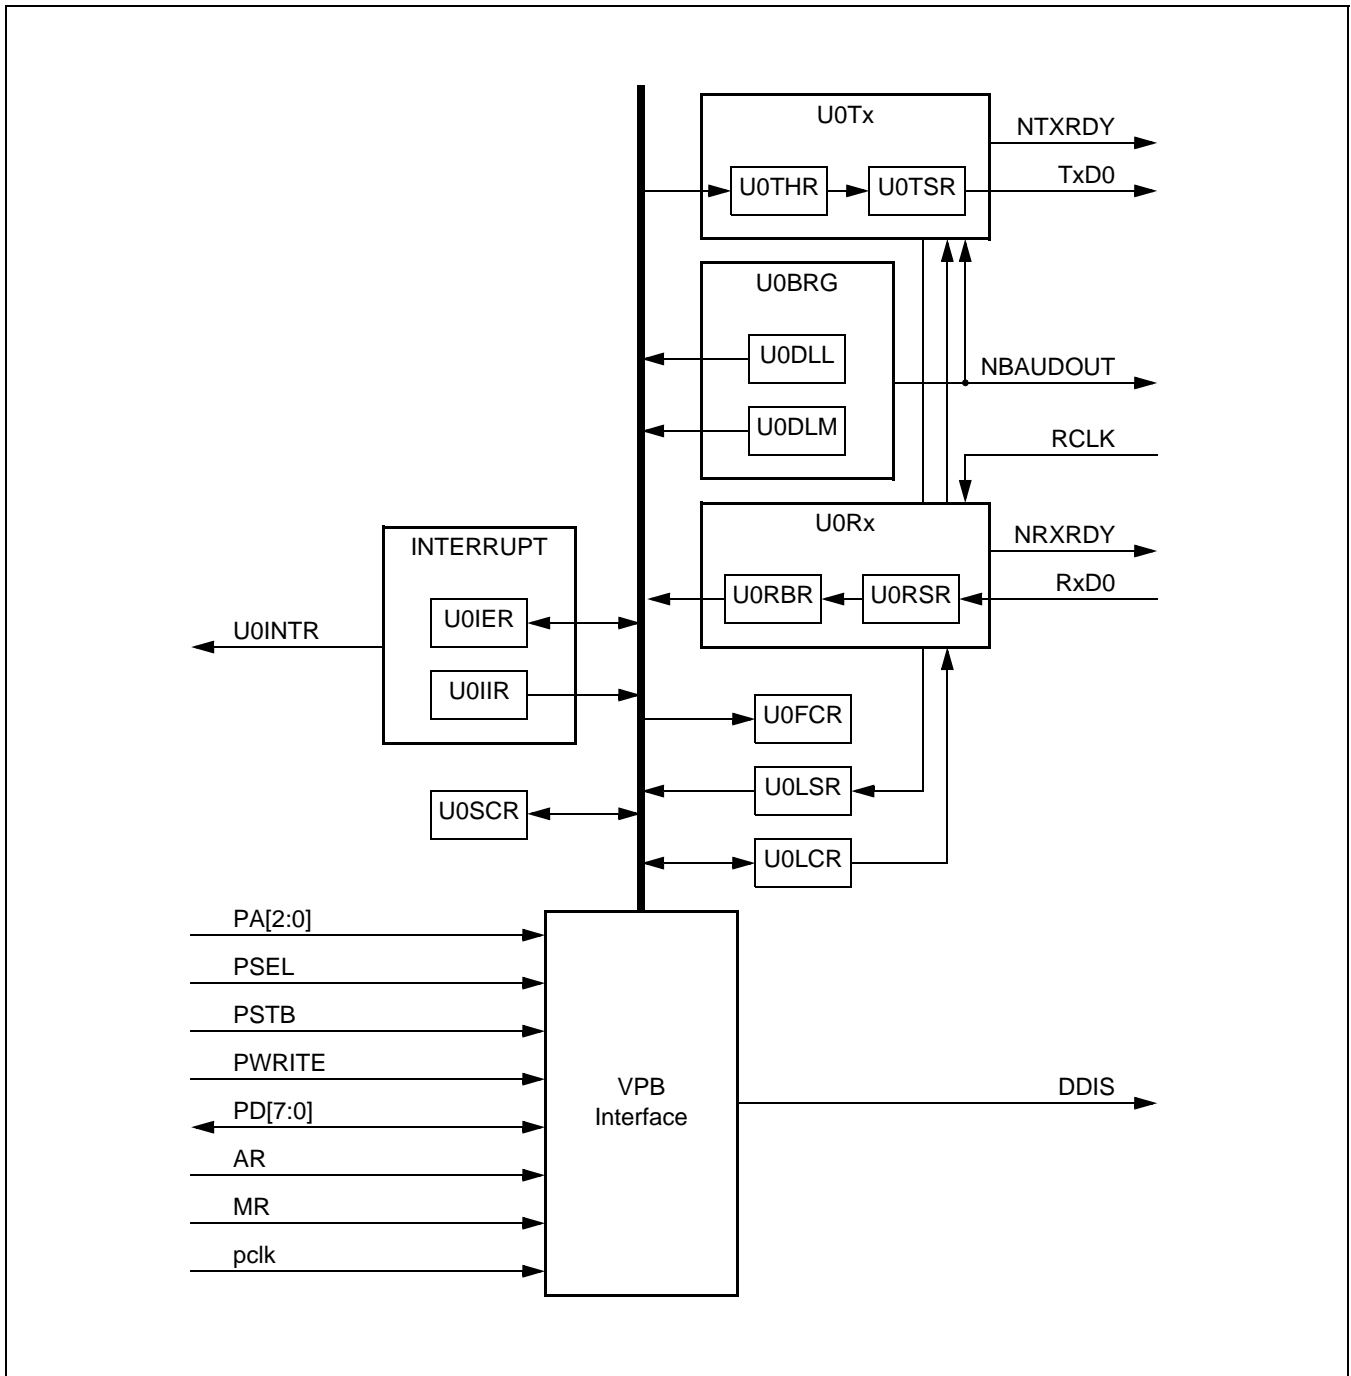 U0Tx
NTXRDY
U0THR
U0TSR
TxD0
U0BRG
U0DLL
NBAUDOUT
U0DLM
RCLK
U0Rx
NRXRDY
INTERRUPT
U0RBR
U0RSR
RxD0
U0IER
U0INTR
U0IIR
U0FCR
U0LSR
U0SCR
U0LCR
PA[2:0]
PSEL
PSTB
PWRITE
VPB
Interface
DDIS
PD[7:0]
AR
MR
pclk